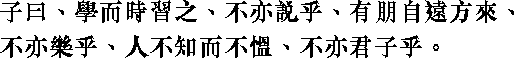 子曰、學而時習之、不亦説乎、有朋自遠方來、
不亦樂乎、人不知而不慍、不亦君子乎。